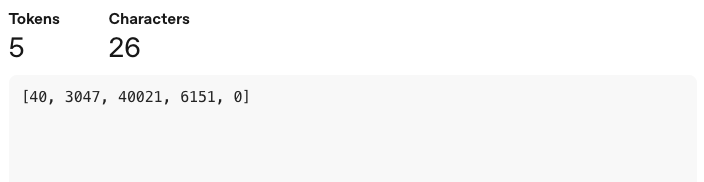 Tokens Characters
5 26
[40, 3047, 40021, 6151, 0]